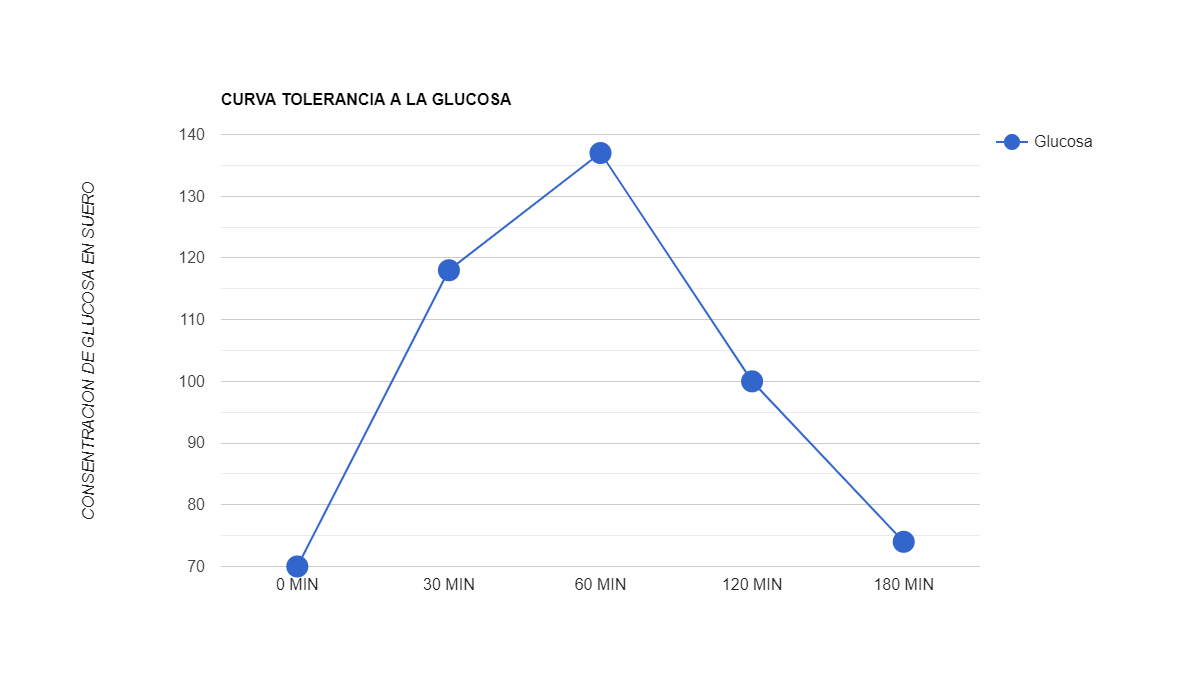 CURVA TOLERANCIA A LA GLUCOSA
Glucosa
CONSENTRACION DE GLUCOSA EN SUERO
140
130
120
110
100
90
80
70
0 MIN
30 MIN
60 MIN
120 MIN
180 MIN